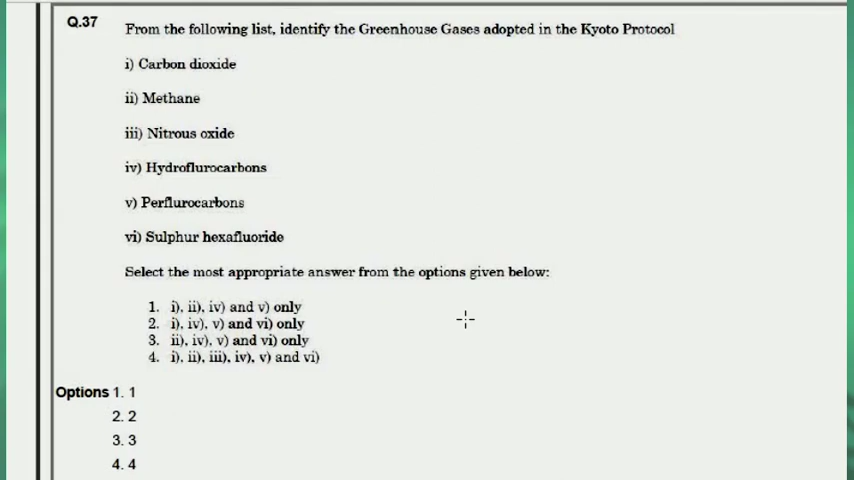 Q.37 From the following list, identify the Greenhouse Gases adopted in the Kyoto Protocol
i) Carbon dioxide
ii) Methane
iii) Nitrous oxide
iv) Hydroflurocarbons
v) Perflurocarbons
vi) Sulphur hexafluoride
Select the most appropriate answer from the options given below:
1. i), ii), iv) and v) only
2. i), iv), v) and vi) only
3. ii), iv), v) and vi) only
4. i), ii), iii), iv), v) and vi)
Options 1. 1
2. 2
3. 3
4. 4